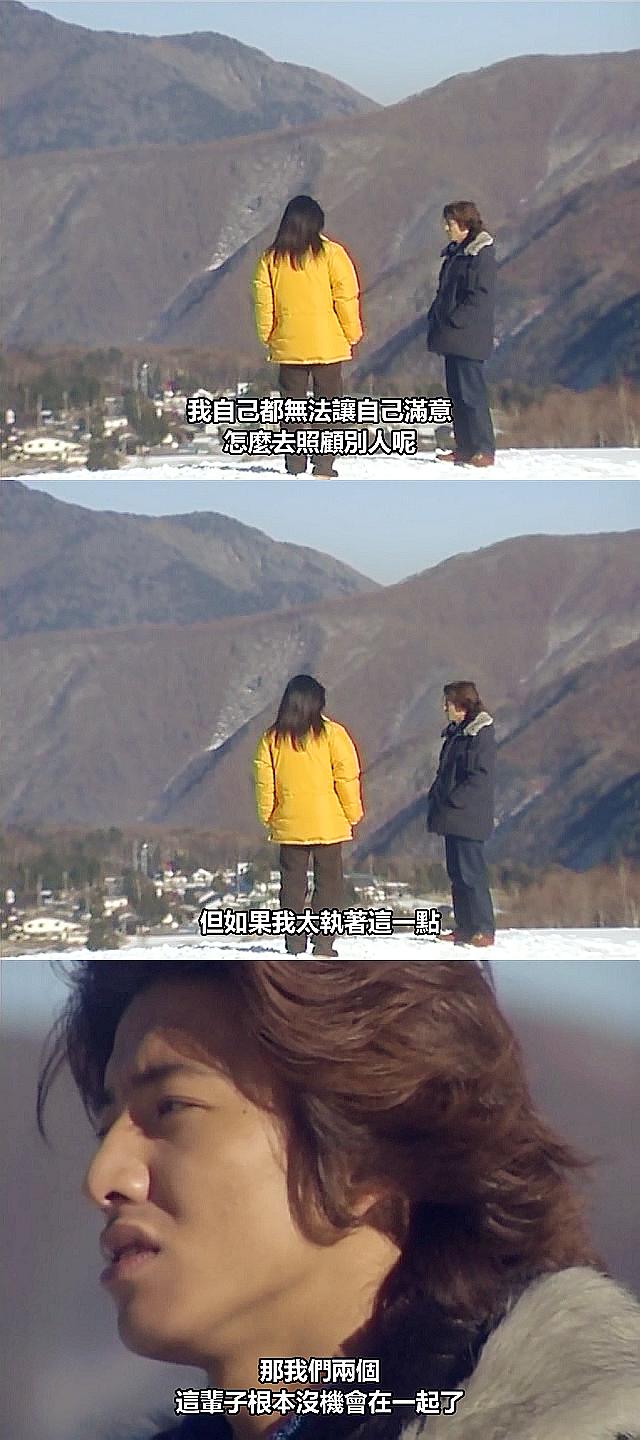 我自己都無法讓自己滿意
怎麼去照顧別人呢
但如果我太執著這一點
那我們兩個
這輩子根本沒機會在一起了